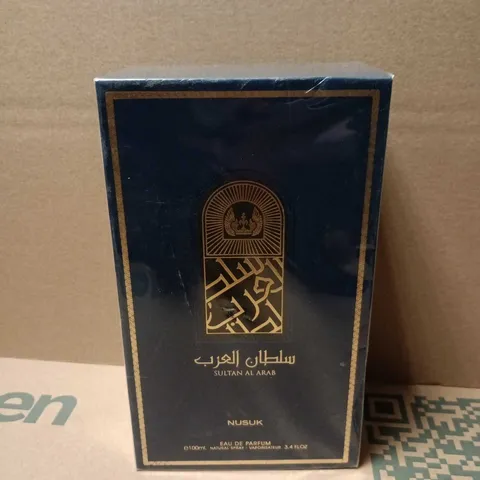 سلطان العرب
SULTAN AL ARAB
NUSUK
EAU DE PARFUM
℮100ml. NATURAL SPRAY - VAPORISATEUR 3.4 FL.OZ
en